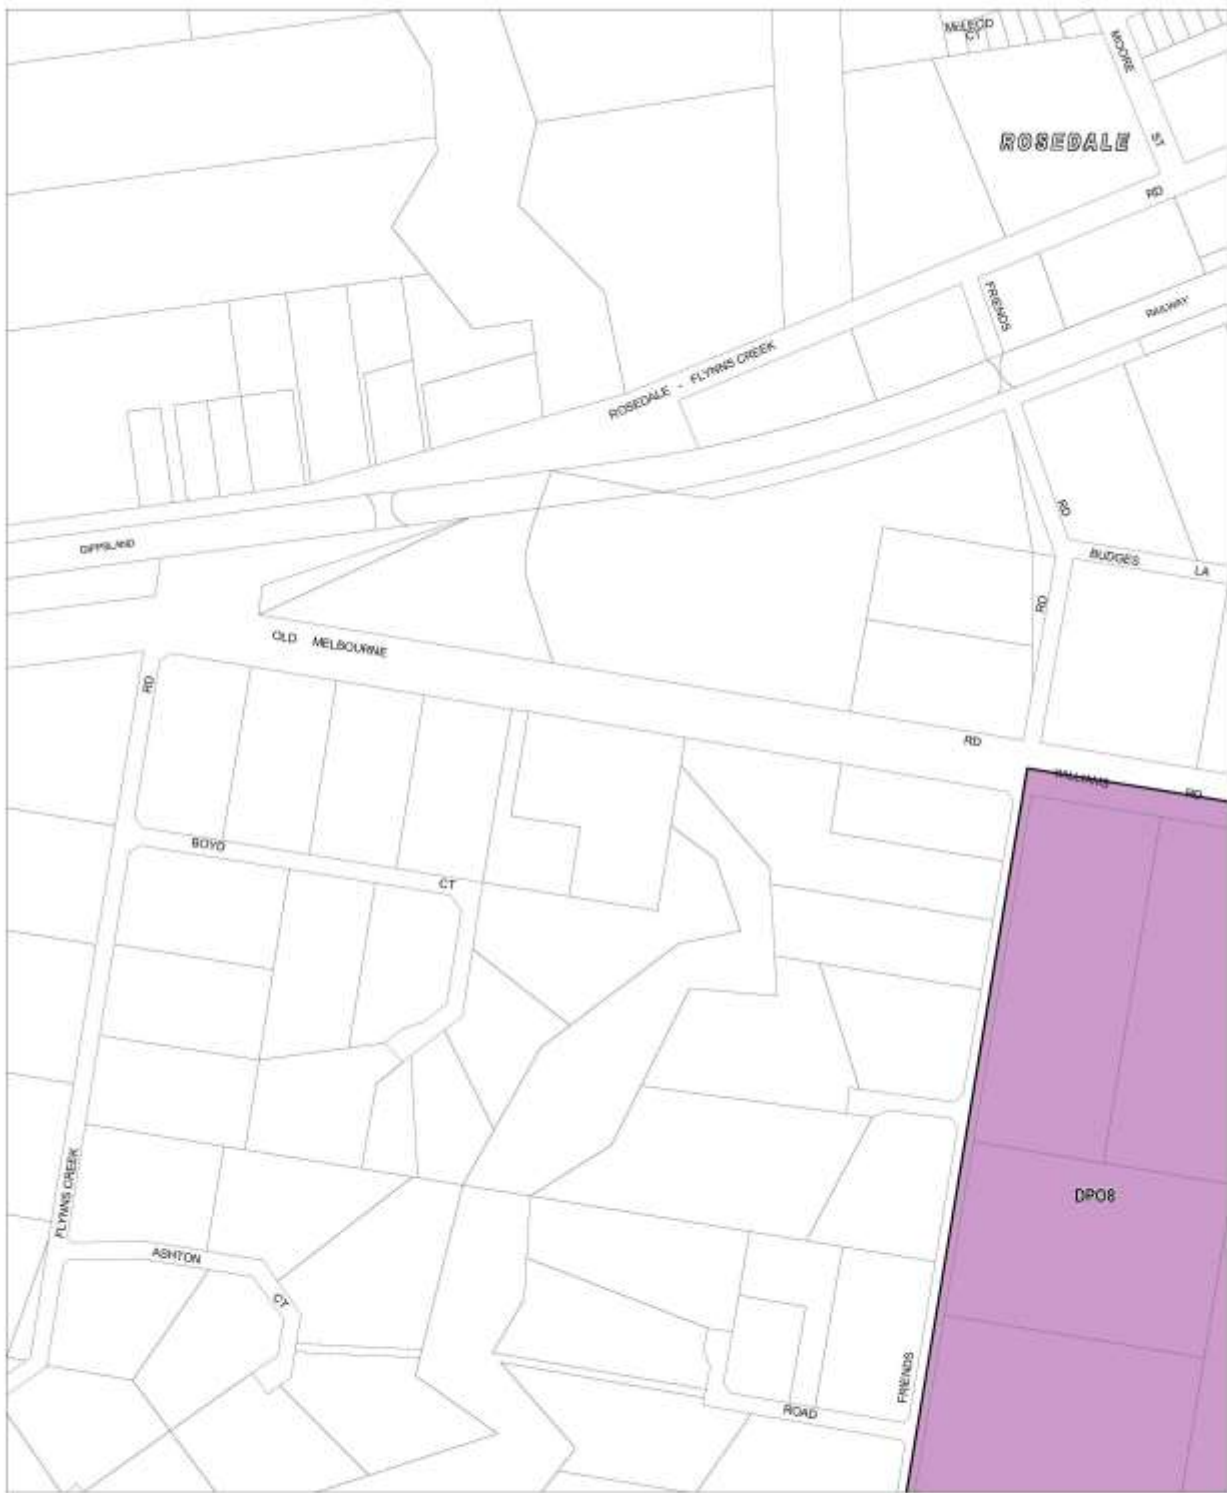 McLEOD
CT
MOORE
ST
ROSEDALE
RD
FRIENDS
RAILWAY
ROSEDALE - FLYNNS CREEK
RD
GIPPSLAND
BUDGES LA
RD
OLD MELBOURNE RD
RD
WILLIAMS RD
BOYD CT
DPO8
FLYNNS CREEK
ASHTON CT
FRIENDS
ROAD